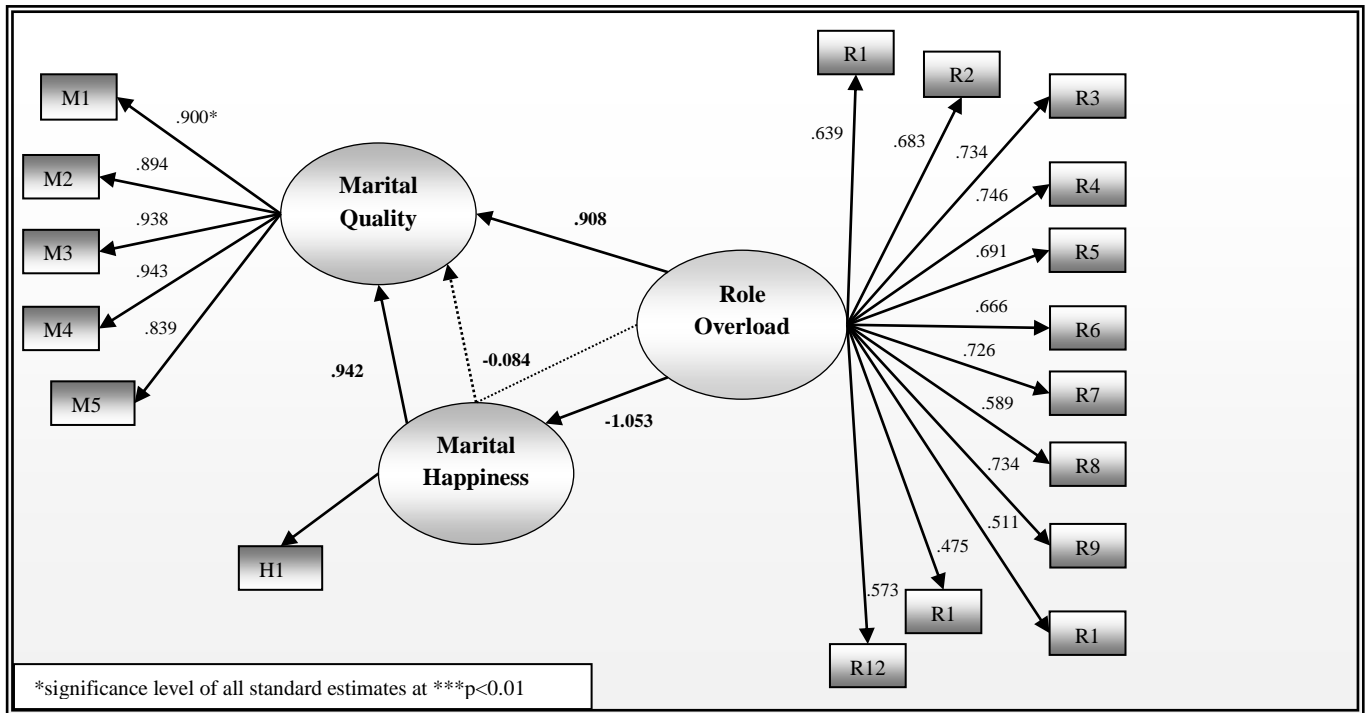 R1
R2
R3
R4
R5
R6
R7
R8
R9
R1
R1
R12
.639
.683
.734
.746
.691
.666
.726
.589
.734
.511
.475
.573
M1
M2
M3
M4
M5
.900*
.894
.938
.943
.839
Marital
Quality
.908
Role
Overload
.942
-0.084
-1.053
Marital
Happiness
H1
*significance level of all standard estimates at ***p<0.01